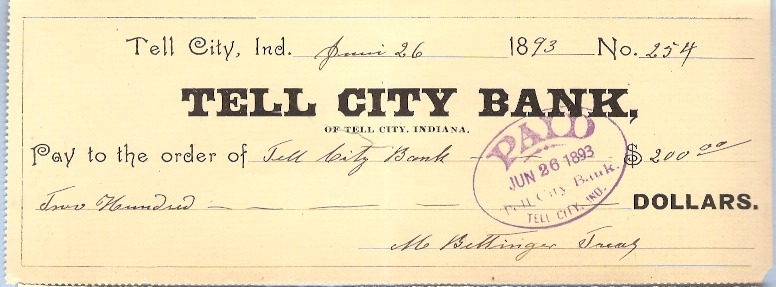 Tell City, Ind. Juni 26 1893 No. 254
TELL CITY BANK,
OF TELL CITY, INDIANA.
Pay to the order of Tell City Bank $ 200 00
Two Hundred DOLLARS.
PAID
JUN 26 1893
Tell City Bank.
TELL CITY, IND.
M Bettinger Treas